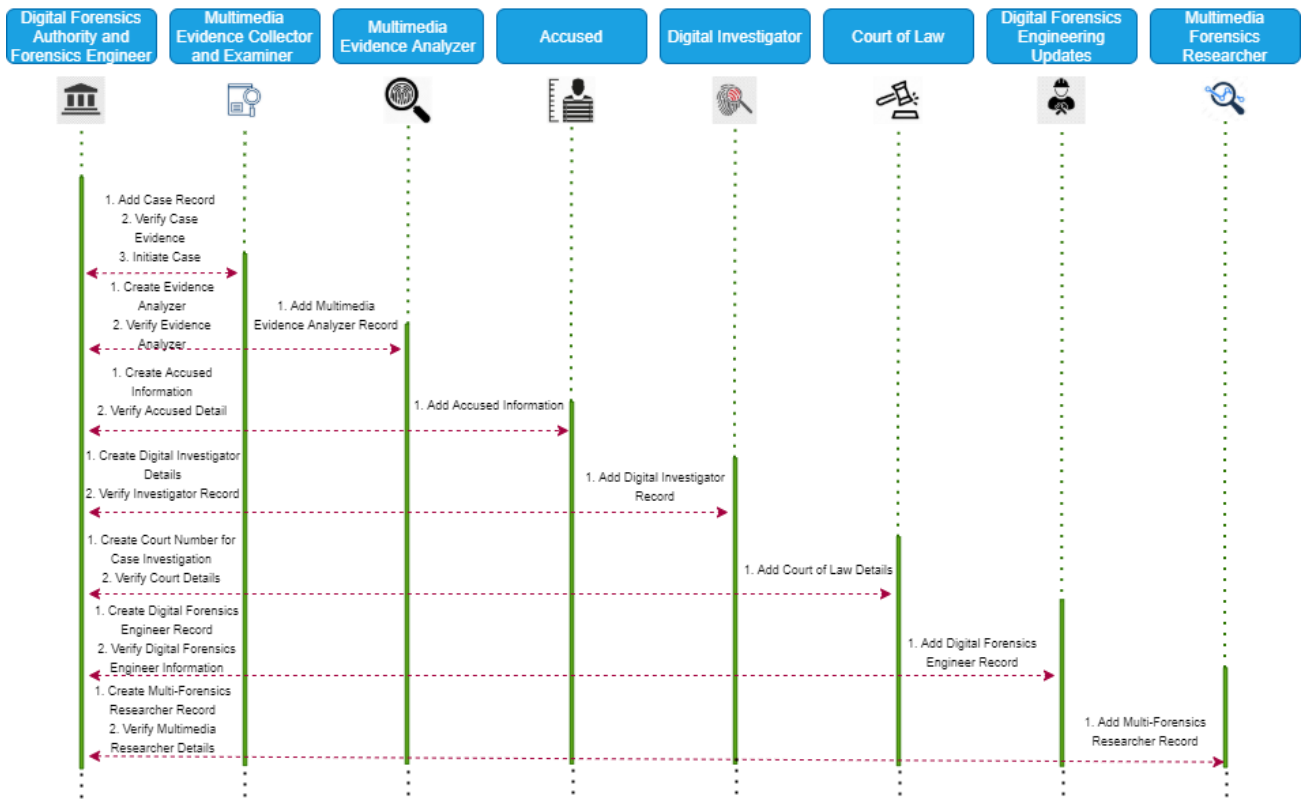 Digital Forensics
Authority and
Forensics Engineer
Multimedia
Evidence Collector
and Examiner
Multimedia
Evidence Analyzer
Accused
Digital Investigator
Court of Law
Digital Forensics
Engineering
Updates
Multimedia
Forensics
Researcher
1. Add Case Record
2. Verify Case
Evidence
3. Initiate Case
1. Create Evidence
Analyzer
2. Verify Evidence
Analyzer
1. Add Multimedia
Evidence Analyzer Record
1. Create Accused
Information
2. Verify Accused Detail
1. Add Accused Information
1. Create Digital Investigator
Details
2. Verify Investigator Record
1. Add Digital Investigator
Record
1. Create Court Number for
Case Investigation
2. Verify Court Details
1. Add Court of Law Details
1. Create Digital Forensics
Engineer Record
2. Verify Digital Forensics
Engineer Information
1. Add Digital Forensics
Engineer Record
1. Create Multi-Forensics
Researcher Record
2. Verify Multimedia
Researcher Details
1. Add Multi-Forensics
Researcher Record